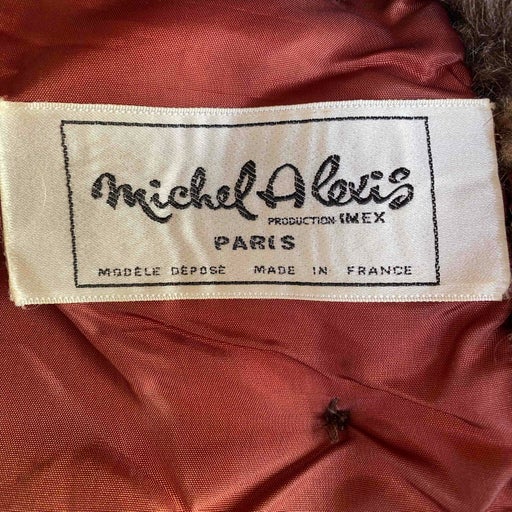 Michel Alexis
PRODUCTION IMEX
PARIS
MODÈLE DÉPOSÉ MADE IN FRANCE